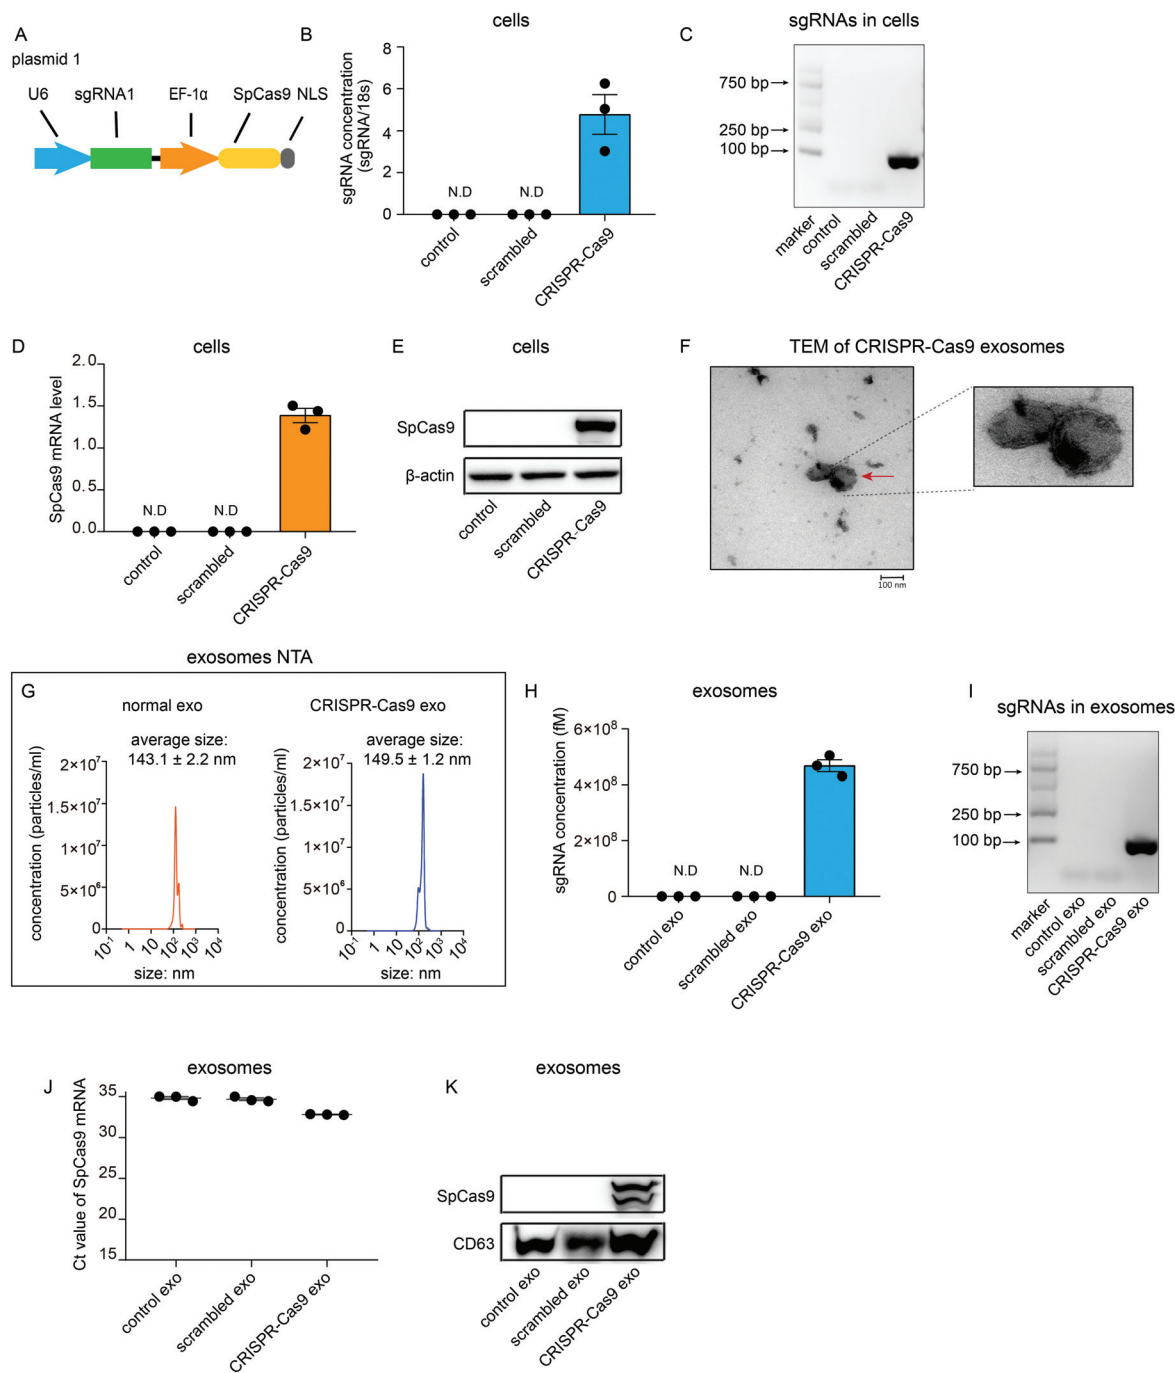 A
plasmid 1
U6 sgRNA1 EF-1α SpCas9 NLS
B
cells
sgRNA concentration
(sgRNA/18s)
8
6
4
2
0
N.D N.D
control scrambled CRISPR-Cas9
C
sgRNAs in cells
750 bp
250 bp
100 bp
marker control scrambled CRISPR-Cas9
D
cells
SpCas9 mRNA level
2.0
1.5
1.0
0.5
0.0
N.D N.D
control scrambled CRISPR-Cas9
E
cells
SpCas9
β-actin
control scrambled CRISPR-Cas9
F
TEM of CRISPR-Cas9 exosomes
100 nm
exosomes NTA
G
normal exo
average size:
143.1 ± 2.2 nm
concentration (particles/ml)
2×10⁷
1.5×10⁷
1×10⁷
5×10⁶
0
10⁻¹ 1 10 10² 10³ 10⁴
size: nm
CRISPR-Cas9 exo
average size:
149.5 ± 1.2 nm
concentration (particles/ml)
2×10⁷
1.5×10⁷
1×10⁷
5×10⁶
0
10⁻¹ 1 10 10² 10³ 10⁴
size: nm
H
exosomes
sgRNA concentration (fM)
6×10⁸
4×10⁸
2×10⁸
0
N.D N.D
control exo scrambled exo CRISPR-Cas9 exo
I
sgRNAs in exosomes
750 bp
250 bp
100 bp
marker control exo scrambled exo CRISPR-Cas9 exo
J
exosomes
Ct value of SpCas9 mRNA
35
30
25
20
15
control exo scrambled exo CRISPR-Cas9 exo
K
exosomes
SpCas9
CD63
control exo scrambled exo CRISPR-Cas9 exo